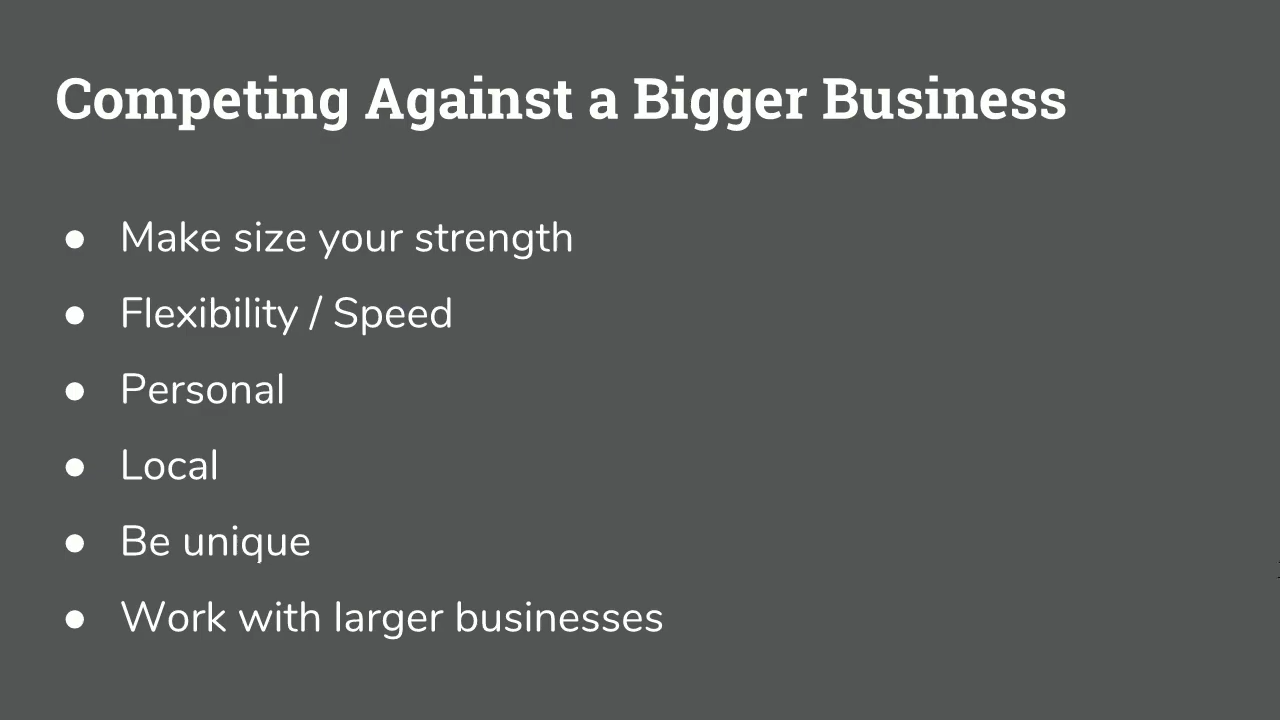 Competing Against a Bigger Business
● Make size your strength
● Flexibility / Speed
● Personal
● Local
● Be unique
● Work with larger businesses